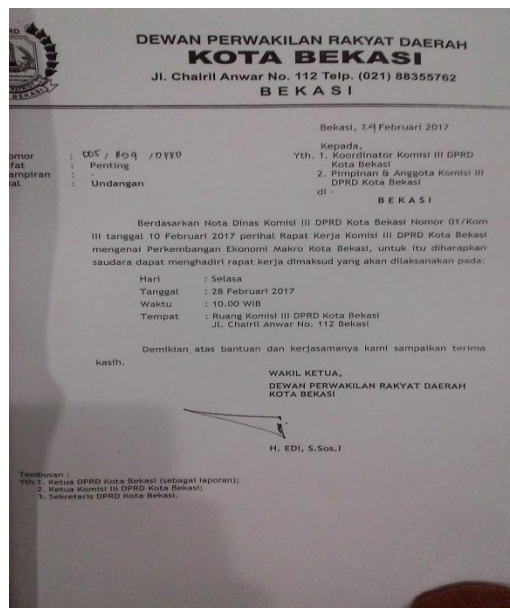 DEWAN PERWAKILAN RAKYAT DAERAH
KOTA BEKASI
Jl. Chairil Anwar No. 112 Telp. (021) 88355762
BEKASI
Bekasi, 24 Februari 2017
Kepada,
omor : 005 / /DPRD
Yth. 1. Koordinator Komisi III DPRD
Kota Bekasi
fat : Penting
ampiran : -
2. Pimpinan & Anggota Komisi III
DPRD Kota Bekasi
al : Undangan
di -
BEKASI
Berdasarkan Nota Dinas Komisi III DPRD Kota Bekasi Nomor 01/Kom
III tanggal 10 Februari 2017 perihal Rapat Kerja Komisi III DPRD Kota Bekasi
mengenai Perkembangan Ekonomi Makro Kota Bekasi, untuk itu diharapkan
saudara dapat menghadiri rapat kerja dimaksud yang akan dilaksanakan pada:
Hari : Selasa
Tanggal : 28 Februari 2017
Waktu : 10.00 WIB
Tempat : Ruang Komisi III DPRD Kota Bekasi
Jl. Chairil Anwar No. 112 Bekasi
Demikian atas bantuan dan kerjasamanya kami sampaikan terima
kasih.
WAKIL KETUA,
DEWAN PERWAKILAN RAKYAT DAERAH
KOTA BEKASI
H. EDI, S.Sos.I
Tembusan :
Yth 1. Ketua DPRD Kota Bekasi (sebagai laporan);
2. Ketua Komisi III DPRD Kota Bekasi;
3. Sekretaris DPRD Kota Bekasi.